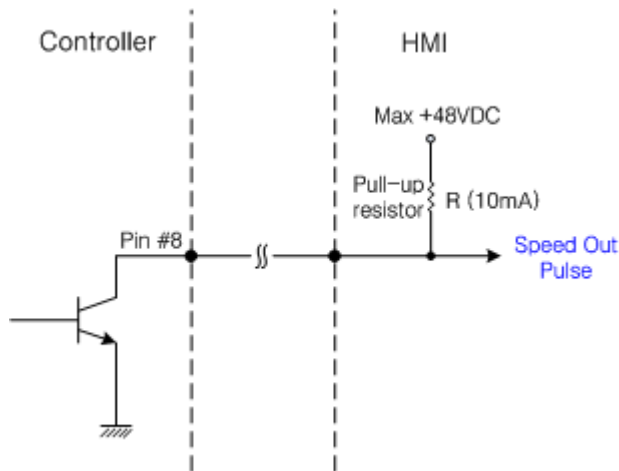 Controller
HMI
Max +48VDC
Pull-up
resistor
R (10mA)
Pin #8
Speed Out
Pulse